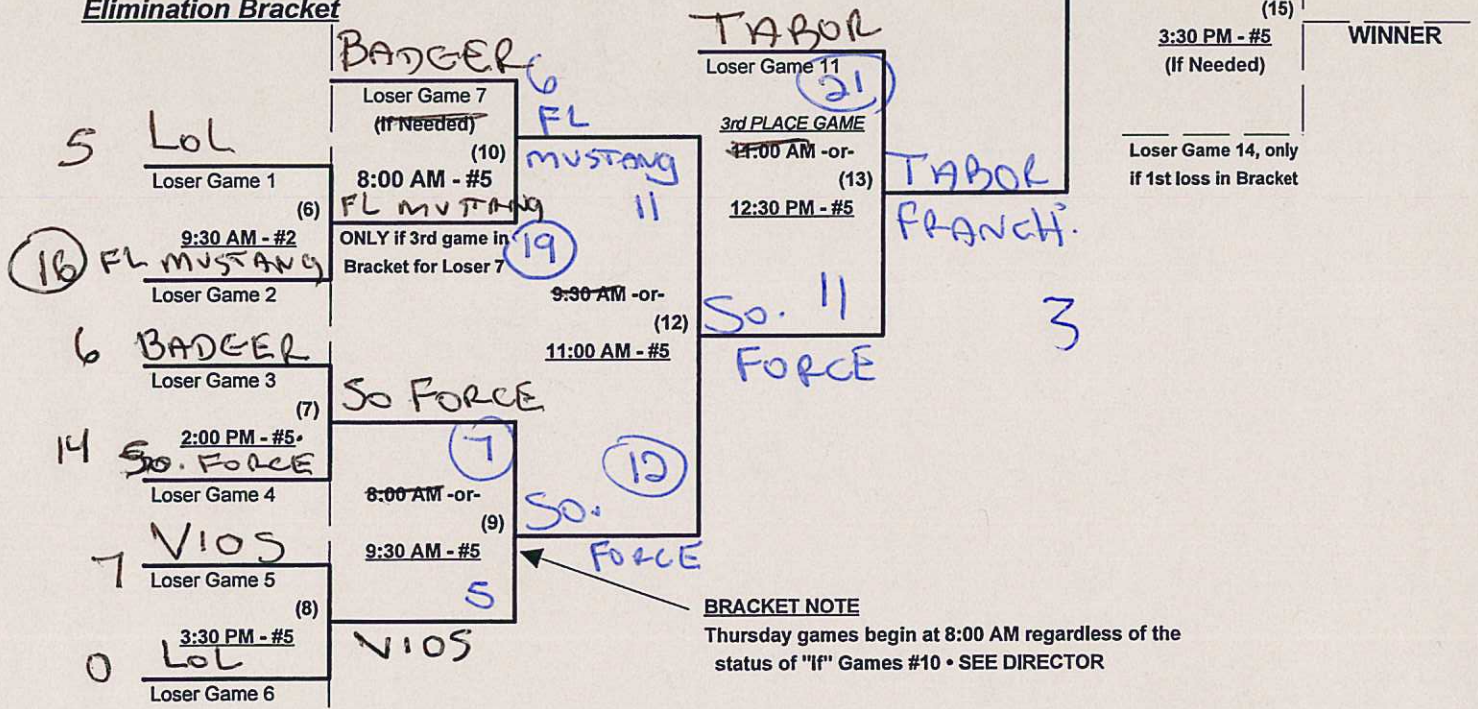 Elimination Bracket
BADGER
6
Loser Game 7
(If Needed)
(10)
8:00 AM - #5
FL MUSTANG
19
ONLY if 3rd game in
Bracket for Loser 7
5 LOL
Loser Game 1
(6)
9:30 AM - #2
16 FL MUSTANG
Loser Game 2
6 BADGER
Loser Game 3
(7)
2:00 PM - #5
14 SO. FORCE
Loser Game 4
7 VIOS
Loser Game 5
(8)
3:30 PM - #5
0 LOL
Loser Game 6
SO FORCE
7
8:00 AM -or-
(9)
9:30 AM - #5
5
VIOS
FL
MUSTANG
11
9:30 AM -or-
(12)
11:00 AM - #5
12
SO.
FORCE
TABOR
Loser Game 11
21
3rd PLACE GAME
11:00 AM -or-
(13)
12:30 PM - #5
SO. 11
FORCE
TABOR
FRANCH.
3
(15)
3:30 PM - #5
(If Needed)
WINNER
Loser Game 14, only
if 1st loss in Bracket
BRACKET NOTE
Thursday games begin at 8:00 AM regardless of the
status of "If" Games #10 • SEE DIRECTOR